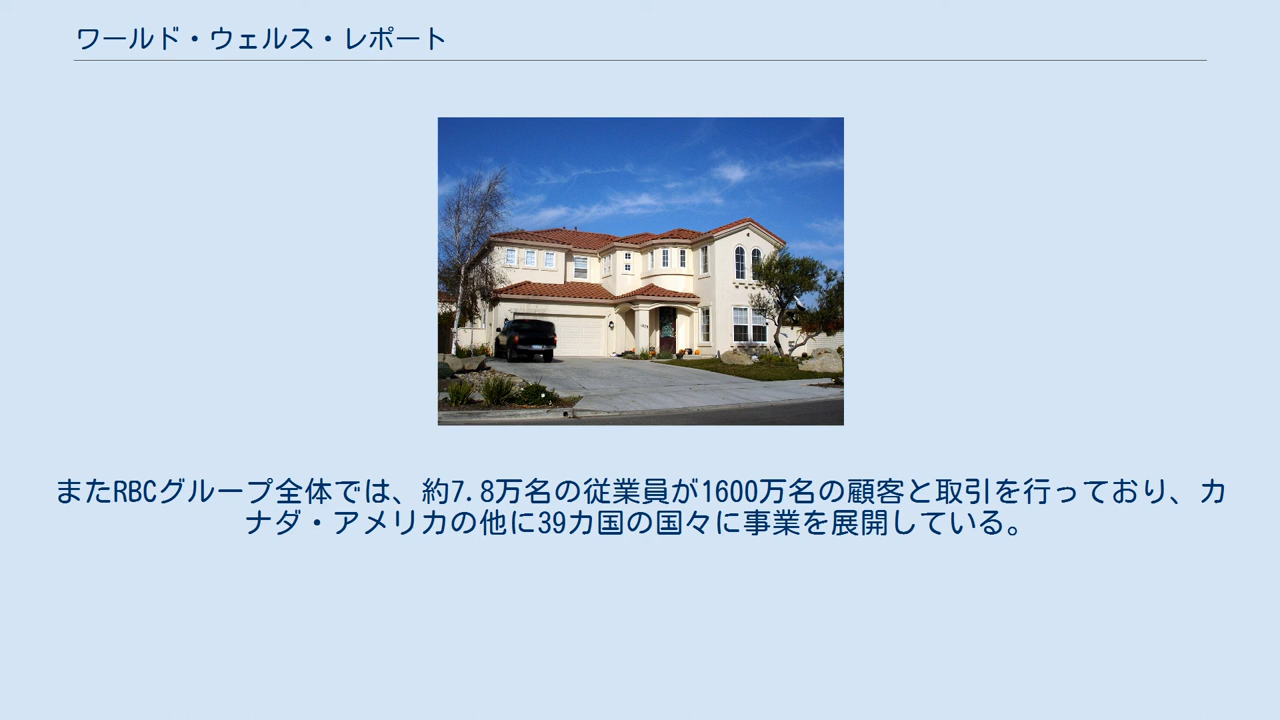 ワールド・ウェルス・レポート
またRBCグループ全体では、約7.8万名の従業員が1600万名の顧客と取引を行っており、カ
ナダ・アメリカの他に39カ国の国々に事業を展開している。